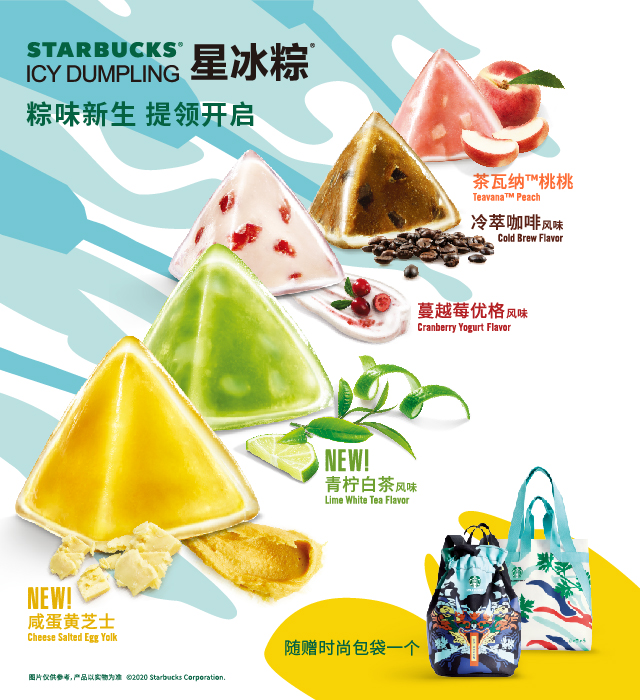 STARBUCKS®
ICY DUMPLING 星冰粽®
粽味新生 提领开启
茶瓦纳™桃桃
Teavana™ Peach
冷萃咖啡风味
Cold Brew Flavor
蔓越莓优格风味
Cranberry Yogurt Flavor
NEW!
青柠白茶风味
Lime White Tea Flavor
NEW!
咸蛋黄芝士
Cheese Salted Egg Yolk
随赠时尚包袋一个
图片仅供参考,产品以实物为准 ©2020 Starbucks Corporation.